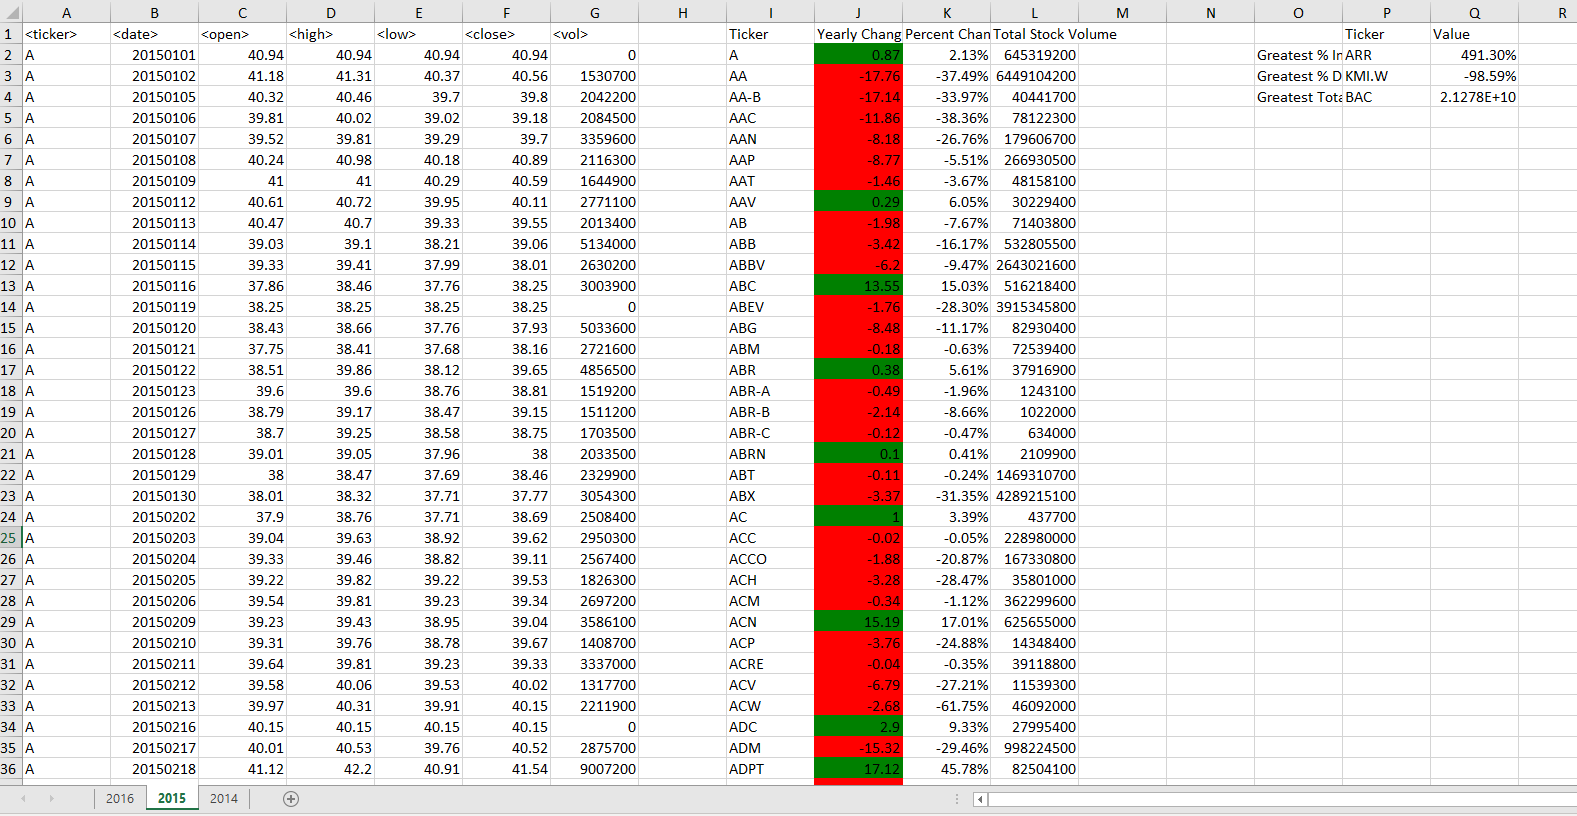 A B C D E F G H I J K L M N O P Q R
1 <ticker> <date> <open> <high> <low> <close> <vol> Ticker Yearly Chang Percent Chan Total Stock Volume Ticker Value
2 A 20150101 40.94 40.94 40.94 40.94 0 A 0.87 2.13% 645319200 Greatest % In ARR 491.30%
3 A 20150102 41.18 41.31 40.37 40.56 1530700 AA -17.76 -37.49% 6449104200 Greatest % D KMI.W -98.59%
4 A 20150105 40.32 40.46 39.7 39.8 2042200 AA-B -17.14 -33.97% 40441700 Greatest Tota BAC 2.1278E+10
5 A 20150106 39.81 40.02 39.02 39.18 2084500 AAC -11.86 -38.36% 78122300
6 A 20150107 39.52 39.81 39.29 39.7 3359600 AAN -8.18 -26.76% 179606700
7 A 20150108 40.24 40.98 40.18 40.89 2116300 AAP -8.77 -5.51% 266930500
8 A 20150109 41 41 40.29 40.59 1644900 AAT -1.46 -3.67% 48158100
9 A 20150112 40.61 40.72 39.95 40.11 2771100 AAV 0.29 6.05% 30229400
10 A 20150113 40.47 40.7 39.33 39.55 2013400 AB -1.98 -7.67% 71403800
11 A 20150114 39.03 39.1 38.21 39.06 5134000 ABB -3.42 -16.17% 532805500
12 A 20150115 39.33 39.41 37.99 38.01 2630200 ABBV -6.2 -9.47% 2643021600
13 A 20150116 37.86 38.46 37.76 38.25 3003900 ABC 13.55 15.03% 516218400
14 A 20150119 38.25 38.25 38.25 38.25 0 ABEV -1.76 -28.30% 3915345800
15 A 20150120 38.43 38.66 37.76 37.93 5033600 ABG -8.48 -11.17% 82930400
16 A 20150121 37.75 38.41 37.68 38.16 2721600 ABM -0.18 -0.63% 72539400
17 A 20150122 38.51 39.86 38.12 39.65 4856500 ABR 0.38 5.61% 37916900
18 A 20150123 39.6 39.6 38.76 38.81 1519200 ABR-A -0.49 -1.96% 1243100
19 A 20150126 38.79 39.17 38.47 39.15 1511200 ABR-B -2.14 -8.66% 1022000
20 A 20150127 38.7 39.25 38.58 38.75 1703500 ABR-C -0.12 -0.47% 634000
21 A 20150128 39.01 39.05 37.96 38 2033500 ABRN 0.1 0.41% 2109900
22 A 20150129 38 38.47 37.69 38.46 2329900 ABT -0.11 -0.24% 1469310700
23 A 20150130 38.01 38.32 37.71 37.77 3054300 ABX -3.37 -31.35% 4289215100
24 A 20150202 37.9 38.76 37.71 38.69 2508400 AC 1 3.39% 437700
25 A 20150203 39.04 39.63 38.92 39.62 2950300 ACC -0.02 -0.05% 228980000
26 A 20150204 39.33 39.46 38.82 39.11 2567400 ACCO -1.88 -20.87% 167330800
27 A 20150205 39.22 39.82 39.22 39.53 1826300 ACH -3.28 -28.47% 35801000
28 A 20150206 39.54 39.81 39.23 39.34 2697200 ACM -0.34 -1.12% 362299600
29 A 20150209 39.23 39.43 38.95 39.04 3586100 ACN 15.19 17.01% 625655000
30 A 20150210 39.31 39.76 38.78 39.67 1408700 ACP -3.76 -24.88% 14348400
31 A 20150211 39.64 39.81 39.23 39.33 3337000 ACRE -0.04 -0.35% 39118800
32 A 20150212 39.58 40.06 39.53 40.02 1317700 ACV -6.79 -27.21% 11539300
33 A 20150213 39.97 40.31 39.91 40.15 2211900 ACW -2.68 -61.75% 46092000
34 A 20150216 40.15 40.15 40.15 40.15 0 ADC 2.9 9.33% 27995400
35 A 20150217 40.01 40.53 39.76 40.52 2875700 ADM -15.32 -29.46% 998224500
36 A 20150218 41.12 42.2 40.91 41.54 9007200 ADPT 17.12 45.78% 82504100
2016 2015 2014